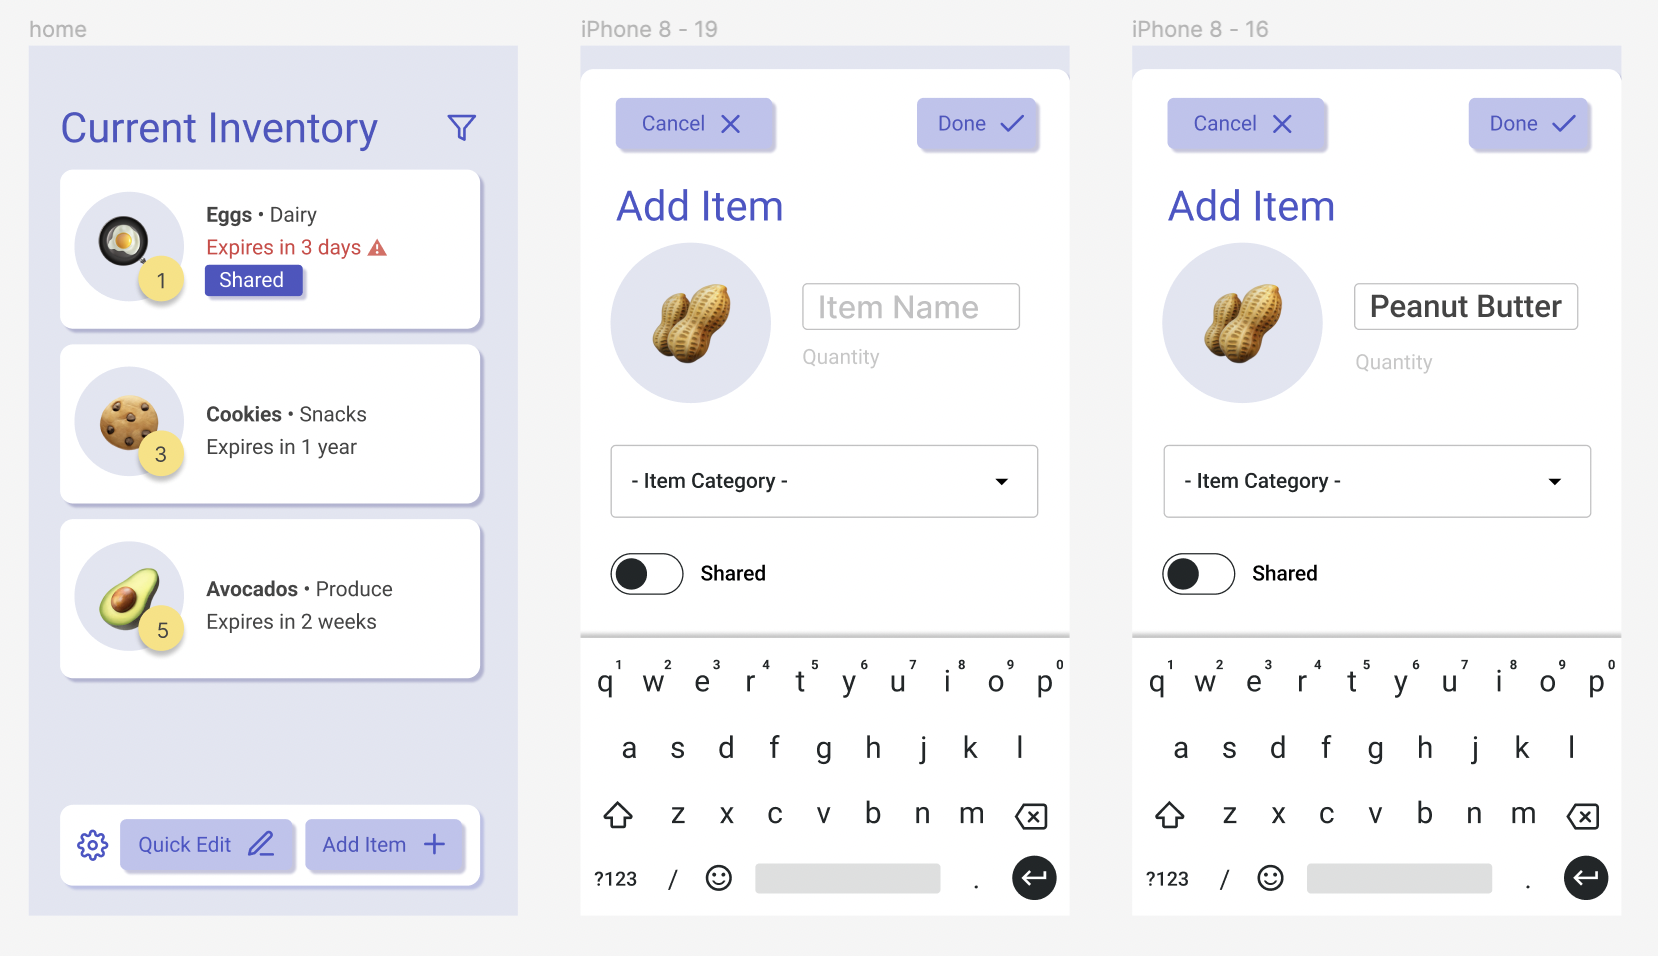 home
Current Inventory
Eggs • Dairy
Expires in 3 days
Shared
1
Cookies • Snacks
Expires in 1 year
3
Avocados • Produce
Expires in 2 weeks
5
Quick Edit
Add Item
iPhone 8 - 19
Cancel
Done
Add Item
Item Name
Quantity
- Item Category -
Shared
1 2 3 4 5 6 7 8 9 0
q w e r t y u i o p
a s d f g h j k l
z x c v b n m
?123 / .
iPhone 8 - 16
Cancel
Done
Add Item
Peanut Butter
Quantity
- Item Category -
Shared
1 2 3 4 5 6 7 8 9 0
q w e r t y u i o p
a s d f g h j k l
z x c v b n m
?123 / .